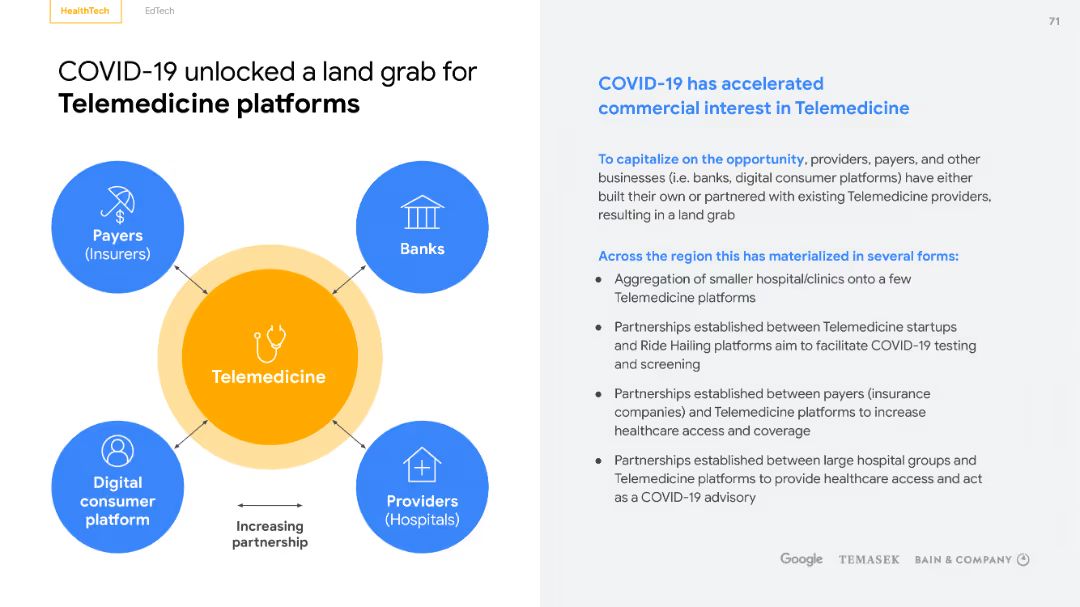 HealthTech
EdTech
71
COVID-19 unlocked a land grab for
Telemedicine platforms
Payers
(Insurers)
Banks
Telemedicine
Digital
consumer
platform
Providers
(Hospitals)
Increasing
partnership
COVID-19 has accelerated
commercial interest in Telemedicine
To capitalize on the opportunity, providers, payers, and other
businesses (i.e. banks, digital consumer platforms) have either
built their own or partnered with existing Telemedicine providers,
resulting in a land grab
Across the region this has materialized in several forms:
● Aggregation of smaller hospital/clinics onto a few
Telemedicine platforms
● Partnerships established between Telemedicine startups
and Ride Hailing platforms aim to facilitate COVID-19 testing
and screening
● Partnerships established between payers (insurance
companies) and Telemedicine platforms to increase
healthcare access and coverage
● Partnerships established between large hospital groups and
Telemedicine platforms to provide healthcare access and act
as a COVID-19 advisory
Google TEMASEK BAIN & COMPANY